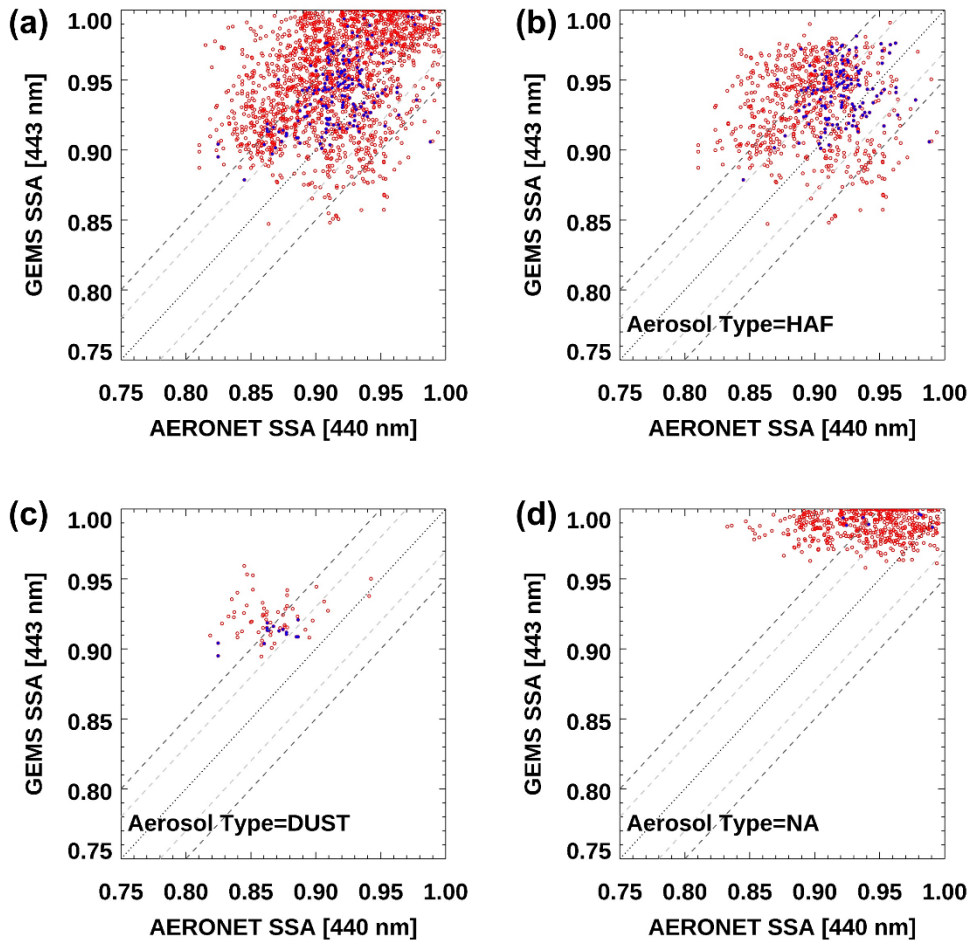 (a)
1.00
0.95
0.90
0.85
0.80
0.75
GEMS SSA [443 nm]
0.75 0.80 0.85 0.90 0.95 1.00
AERONET SSA [440 nm]
(b)
1.00
0.95
0.90
0.85
0.80
0.75
GEMS SSA [443 nm]
Aerosol Type=HAF
0.75 0.80 0.85 0.90 0.95 1.00
AERONET SSA [440 nm]
(c)
1.00
0.95
0.90
0.85
0.80
0.75
GEMS SSA [443 nm]
Aerosol Type=DUST
0.75 0.80 0.85 0.90 0.95 1.00
AERONET SSA [440 nm]
(d)
1.00
0.95
0.90
0.85
0.80
0.75
GEMS SSA [443 nm]
Aerosol Type=NA
0.75 0.80 0.85 0.90 0.95 1.00
AERONET SSA [440 nm]